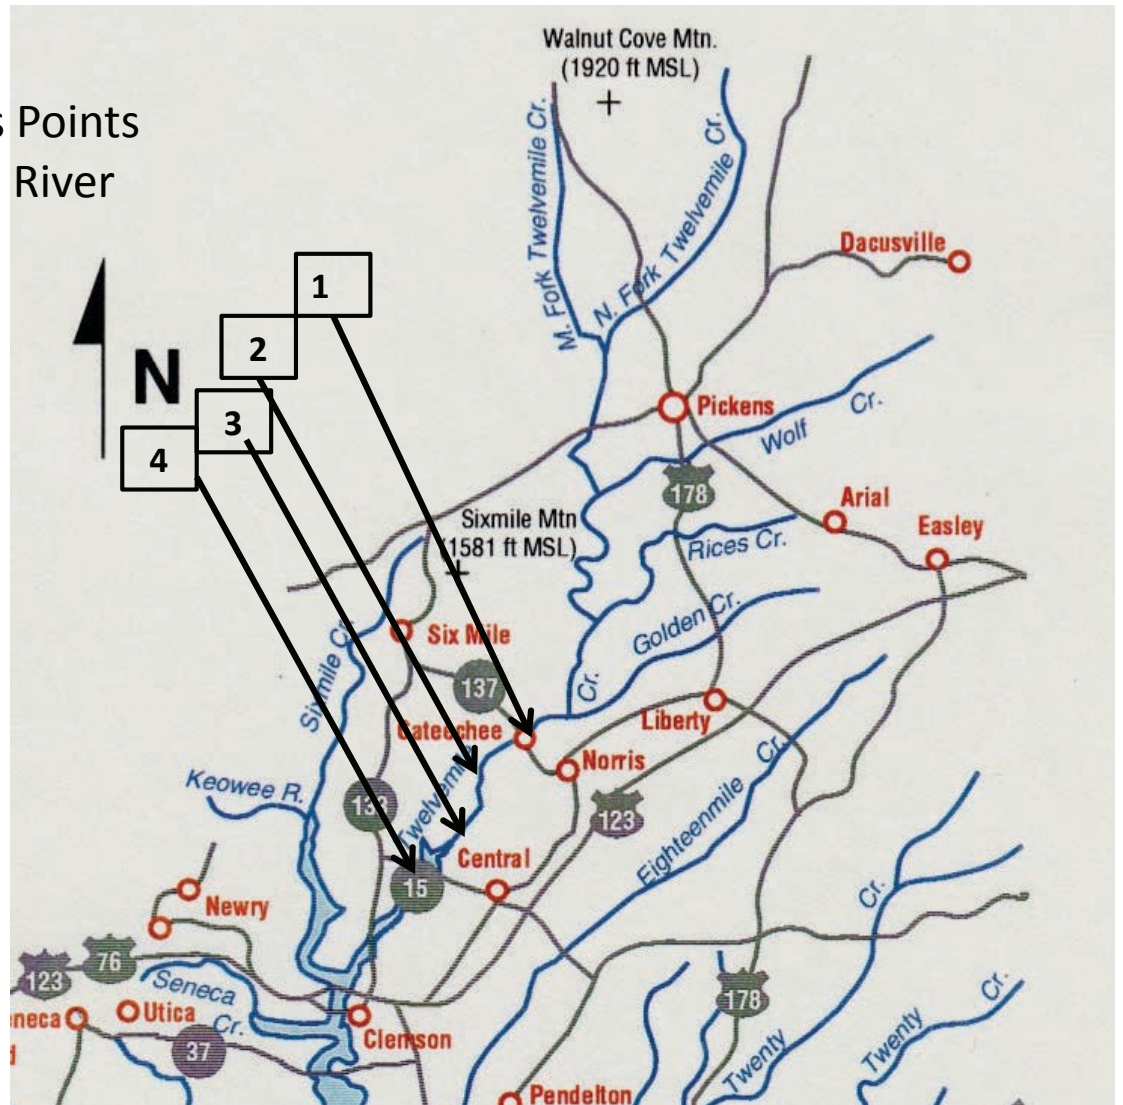 Walnut Cove Mtn.
(1920 ft MSL)
s Points
River
M. Fork Twelvemile Cr.
N. Fork Twelvemile Cr.
Dacusville
1
2
3
4
N
Pickens
Wolf Cr.
178
Arial
Easley
Sixmile Mtn
(1581 ft MSL)
Rices Cr.
Golden Cr.
Sixmile Cr.
Six Mile
137
Cateechee
Liberty
Norris
Twelvemile Cr.
Keowee R.
133
123
Eighteenmile Cr.
Central
15
Newry
123
76
Seneca Cr.
Utica
eneca
d
37
Clemson
178
Twenty
Cr.
Twenty
Cr.
Pendelton